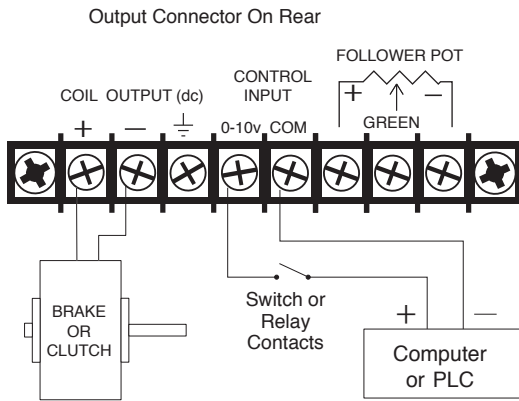 Output Connector On Rear
FOLLOWER POT
CONTROL
INPUT
COIL OUTPUT (dc)
+ −
GREEN
+ − 
0-10v COM
BRAKE
OR
CLUTCH
Switch or
Relay
Contacts
+ −
Computer
or PLC